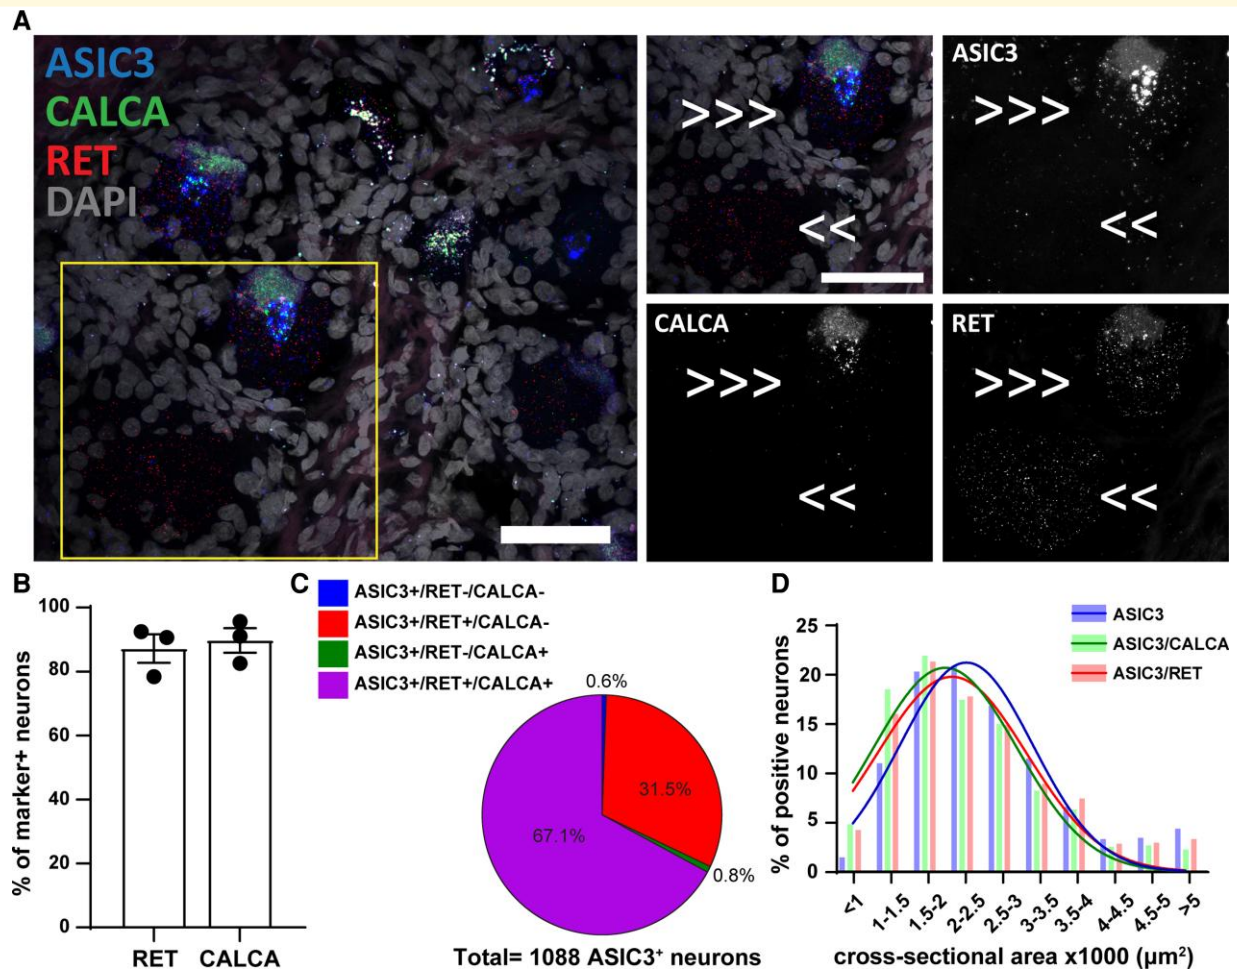 A
ASIC3
CALCA
RET
DAPI
>>>
<<
ASIC3
>>>
<<
CALCA
>>>
<<
RET
>>>
<<
B
% of marker+ neurons
100
80
60
40
20
0
RET
CALCA
C
ASIC3+/RET-/CALCA-
ASIC3+/RET+/CALCA-
ASIC3+/RET-/CALCA+
ASIC3+/RET+/CALCA+
0.6%
31.5%
67.1%
0.8%
Total= 1088 ASIC3⁺ neurons
D
ASIC3
ASIC3/CALCA
ASIC3/RET
% of positive neurons
25
20
15
10
5
0
<1
1-1.5
1.5-2
2-2.5
2.5-3
3-3.5
3.5-4
4-4.5
4.5-5
>5
cross-sectional area x1000 (µm²)